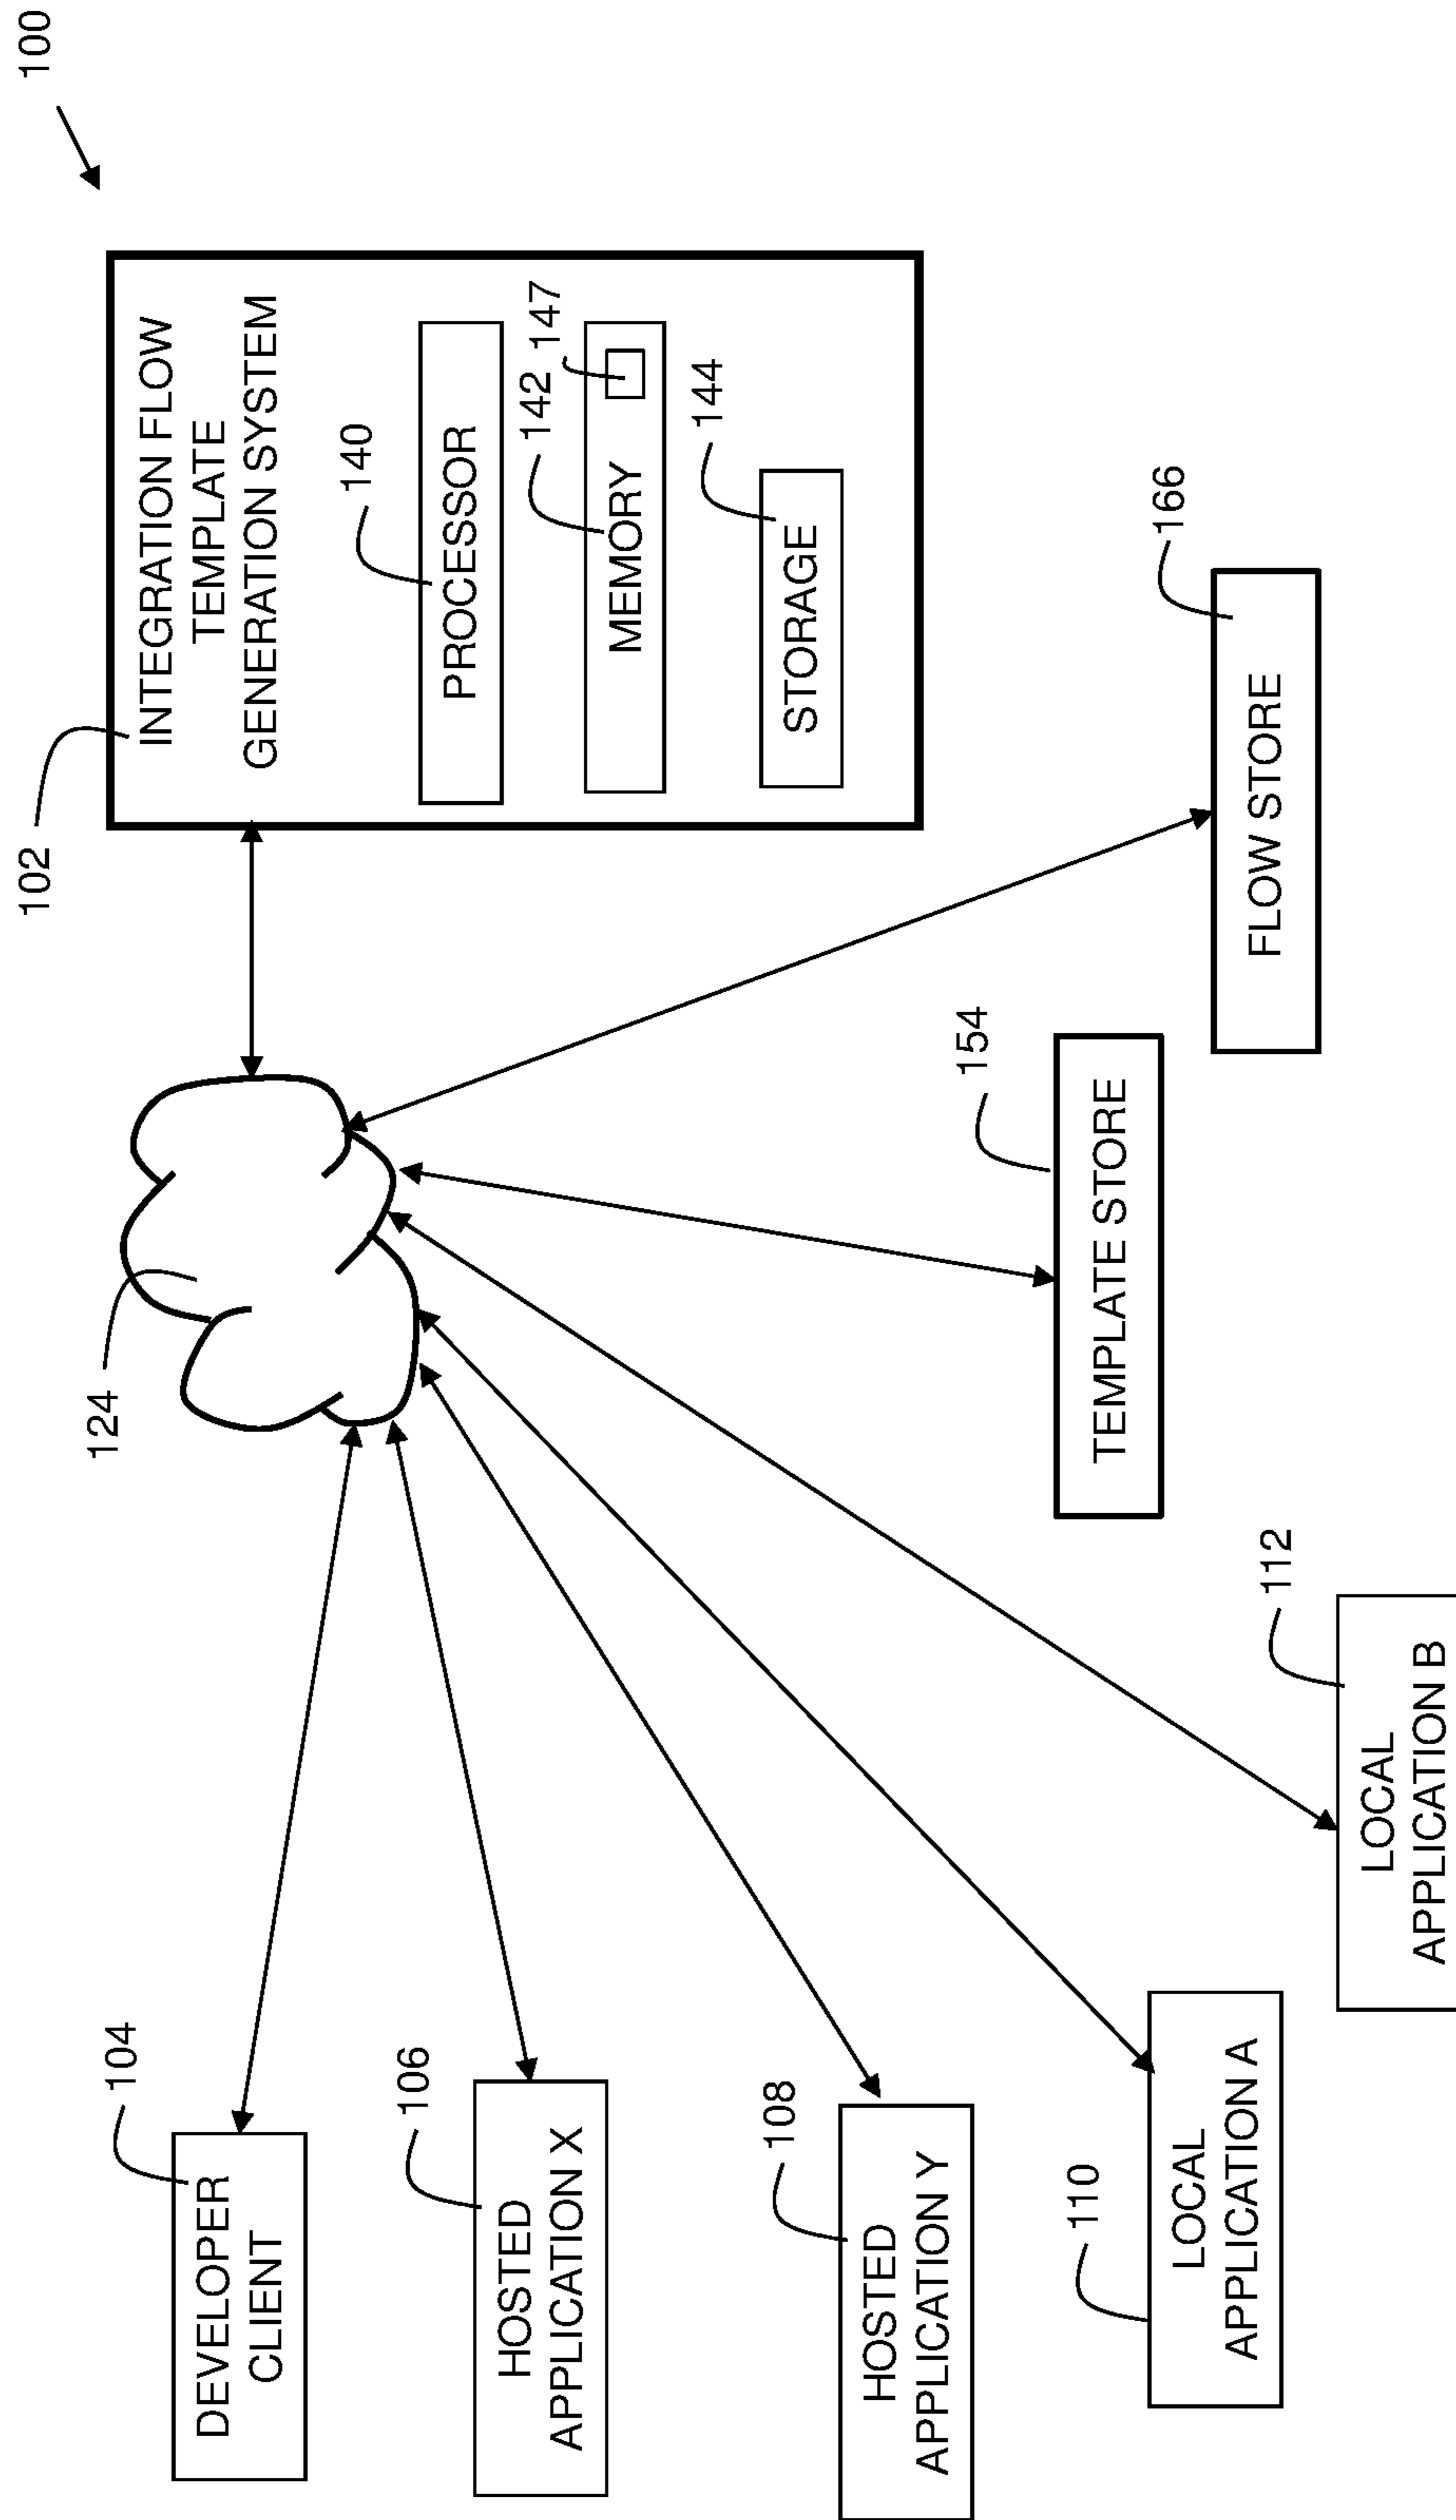 100
102
INTEGRATION FLOW
TEMPLATE
GENERATION SYSTEM
140
PROCESSOR
142
147
MEMORY
144
STORAGE
124
104
DEVELOPER
CLIENT
106
HOSTED
APPLICATION X
108
HOSTED
APPLICATION Y
110
LOCAL
APPLICATION A
112
LOCAL
APPLICATION B
154
TEMPLATE STORE
166
FLOW STORE